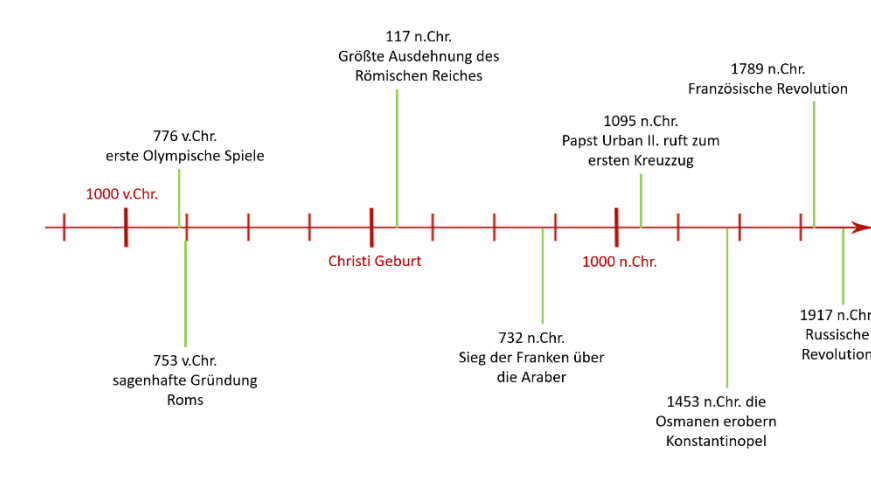 117 n.Chr.
Größte Ausdehnung des
Römischen Reiches
1789 n.Chr.
Französische Revolution
1095 n.Chr.
Papst Urban II. ruft zum
ersten Kreuzzug
776 v.Chr.
erste Olympische Spiele
1000 v.Chr.
Christi Geburt
1000 n.Chr.
1917 n.Chr
Russische
Revolution
732 n.Chr.
Sieg der Franken über
die Araber
753 v.Chr.
sagenhafte Gründung
Roms
1453 n.Chr. die
Osmanen erobern
Konstantinopel